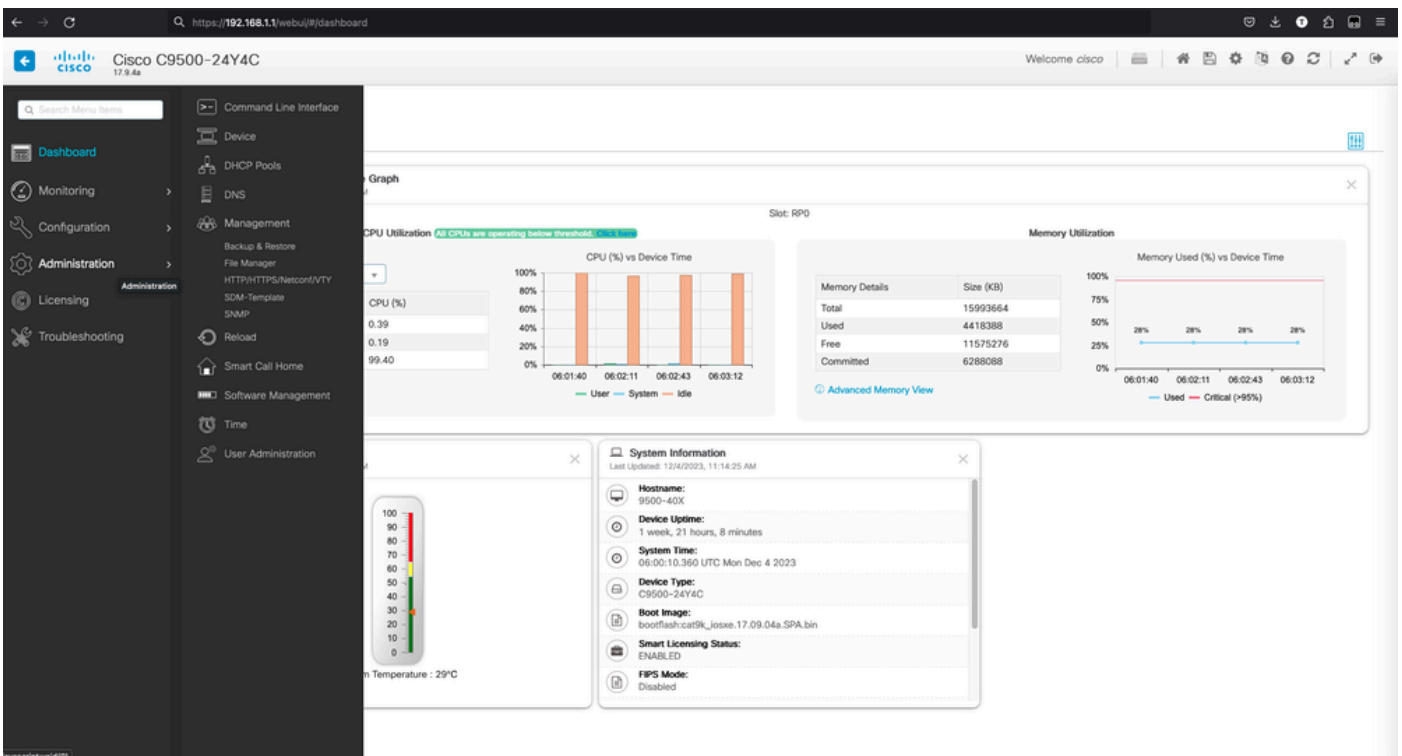 https://192.168.1.1/webui/#/dashboard
CISCO
Cisco C9500-24Y4C
17.9.4a
Welcome cisco
Search Menu Items
Dashboard
Monitoring
Configuration
Administration
Administration
Licensing
Troubleshooting
Command Line Interface
Device
DHCP Pools
DNS
Management
Backup & Restore
File Manager
HTTP/HTTPS/Netconf/VTY
SDM-Template
SNMP
Reload
Smart Call Home
Software Management
Time
User Administration
Graph
Slot: RP0
CPU Utilization All CPUs are operating below threshold. Click here
CPU (%)
0.39
0.19
99.40
CPU (%) vs Device Time
100%
80%
60%
40%
20%
0%
06:01:40 06:02:11 06:02:43 06:03:12
User System Idle
Memory Utilization
Memory Details Size (KB)
Total 15993664
Used 4418388
Free 11575276
Committed 6288088
Advanced Memory View
Memory Used (%) vs Device Time
100%
75%
50%
25%
0%
28% 28% 28% 28%
06:01:40 06:02:11 06:02:43 06:03:12
Used Critical (>95%)
100
90
80
70
60
50
40
30
20
10
0
Temperature : 29°C
System Information
Last Updated: 12/4/2023, 11:14:25 AM
Hostname:
9500-40X
Device Uptime:
1 week, 21 hours, 8 minutes
System Time:
06:00:10.360 UTC Mon Dec 4 2023
Device Type:
C9500-24Y4C
Boot Image:
bootflash:cat9k_iosxe.17.09.04a.SPA.bin
Smart Licensing Status:
ENABLED
FIPS Mode:
Disabled